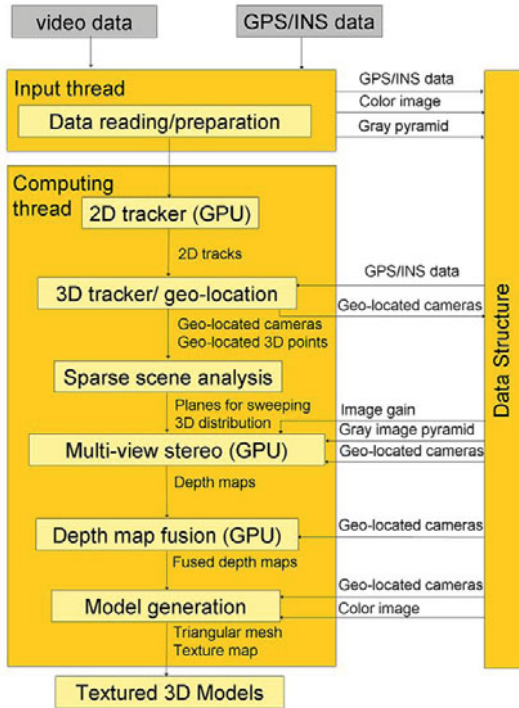 video data
GPS/INS data
Input thread
Data reading/preparation
GPS/INS data
Color image
Gray pyramid
Computing
thread
2D tracker (GPU)
2D tracks
3D tracker/ geo-location
GPS/INS data
Geo-located cameras
Geo-located cameras
Geo-located 3D points
Sparse scene analysis
Planes for sweeping
3D distribution
Image gain
Gray image pyramid
Geo-located cameras
Multi-view stereo (GPU)
Depth maps
Depth map fusion (GPU)
Geo-located cameras
Fused depth maps
Model generation
Geo-located cameras
Color image
Triangular mesh
Texture map
Textured 3D Models
Data Structure